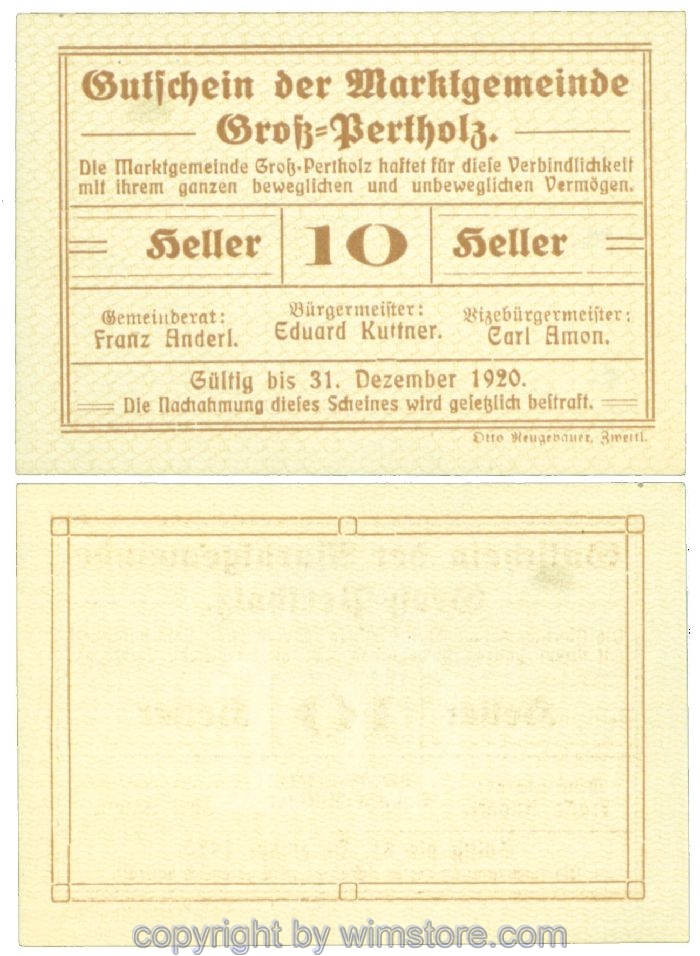 Gutschein der Marktgemeinde
Groß=Pertholz.
Die Marktgemeinde Groß-Pertholz haftet für diese Verbindlichkeit
mit ihrem ganzen beweglichen und unbeweglichen Vermögen.
Heller 10 Heller
Gemeinderat: Bürgermeister: Vizebürgermeister:
Franz Anderl. Eduard Kuttner. Carl Amon.
Gültig bis 31. Dezember 1920.
Die Nachahmung dieses Scheines wird gesetzlich bestraft.
Otto Neugebauer, Zwettl.
copyright by wimstore.com